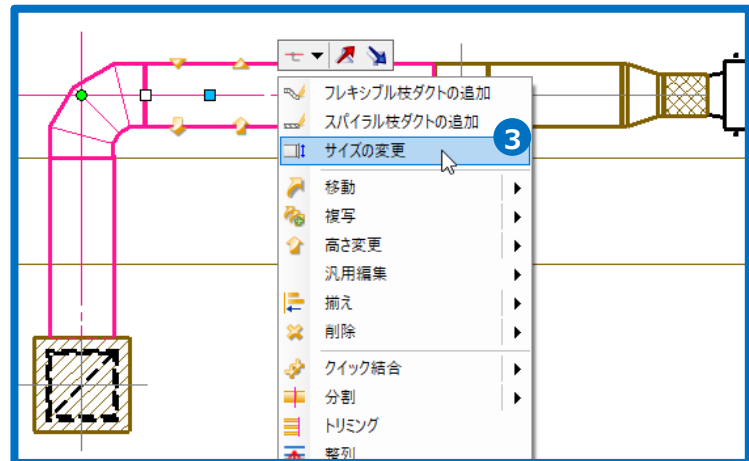 フレキシブル枝ダクトの追加
スパイラル枝ダクトの追加
サイズの変更
3
移動
複写
高さ変更
汎用編集
揃え
削除
クイック結合
分割
トリミング
整列